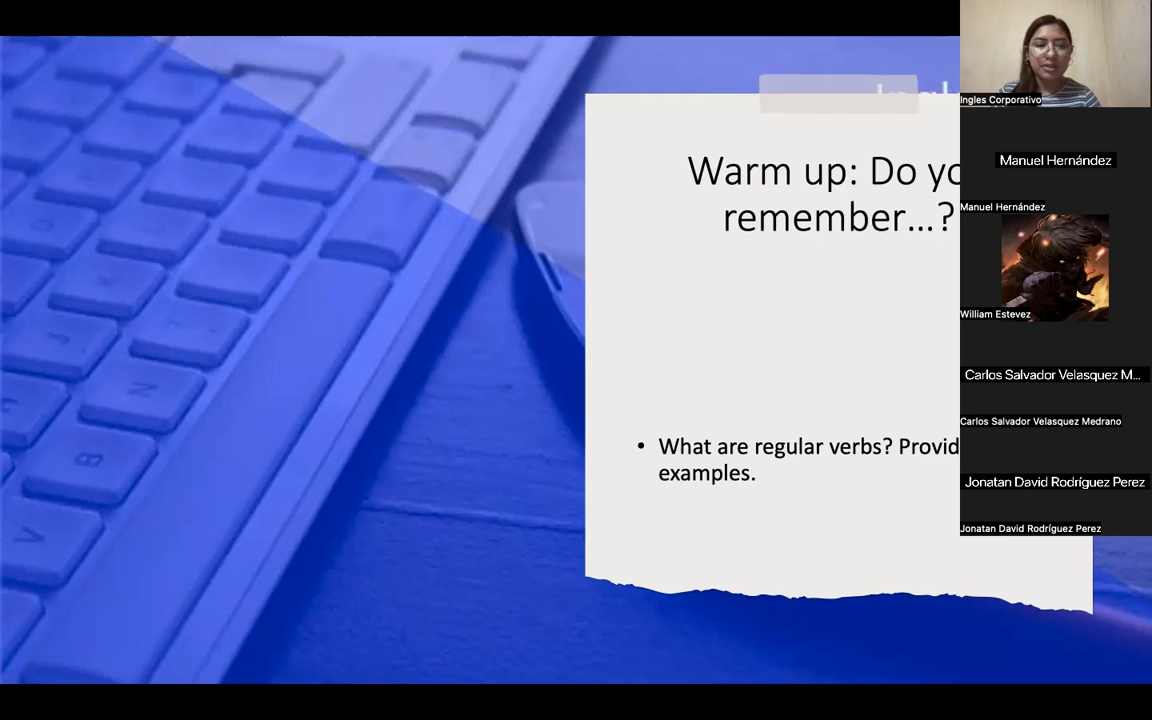 Warm up: Do yo
remember...?
• What are regular verbs? Provid
examples.
Ingles Corporativo
Manuel Hernández
Manuel Hernández
William Estevez
Carlos Salvador Velasquez M...
Carlos Salvador Velasquez Medrano
Jonatan David Rodríguez Perez
Jonatan David Rodríguez Perez